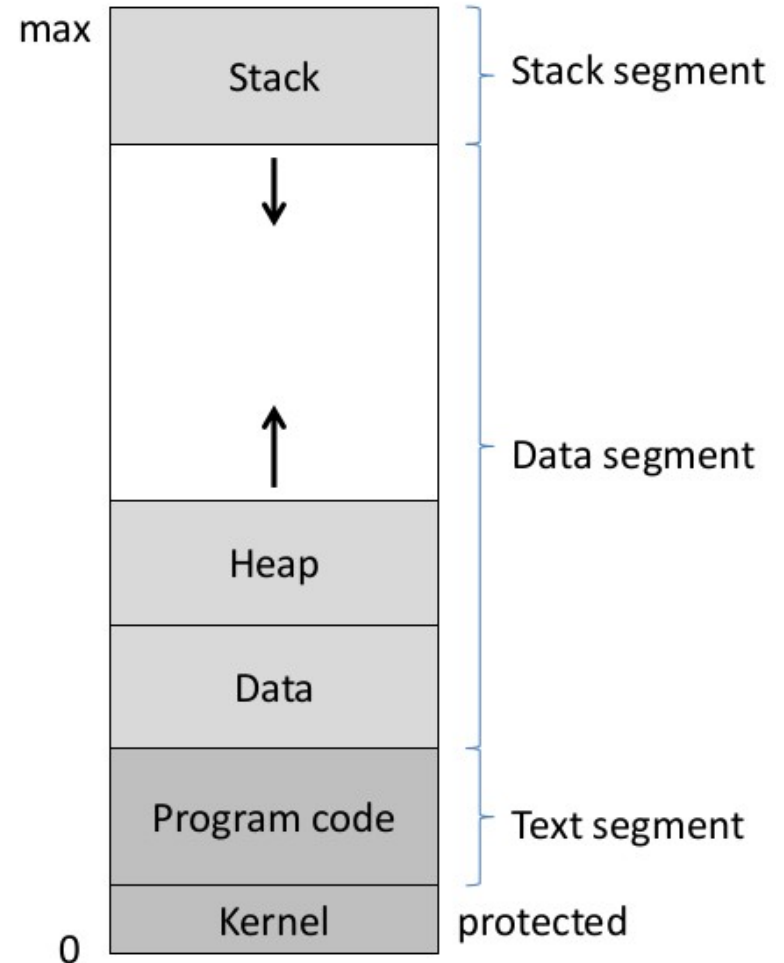 max
Stack
Stack segment
Data segment
Heap
Data
Program code
Text segment
Kernel
protected
0